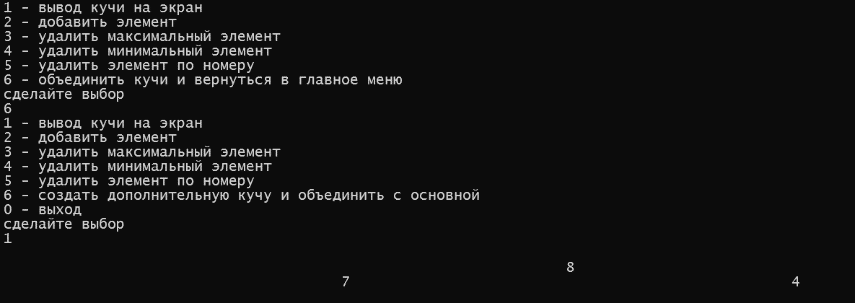 1 - вывод кучи на экран
2 - добавить элемент
3 - удалить максимальный элемент
4 - удалить минимальный элемент
5 - удалить элемент по номеру
6 - объединить кучи и вернуться в главное меню
сделайте выбор
6
1 - вывод кучи на экран
2 - добавить элемент
3 - удалить максимальный элемент
4 - удалить минимальный элемент
5 - удалить элемент по номеру
6 - создать дополнительную кучу и объединить с основной
0 - выход
сделайте выбор
1
8
7 4